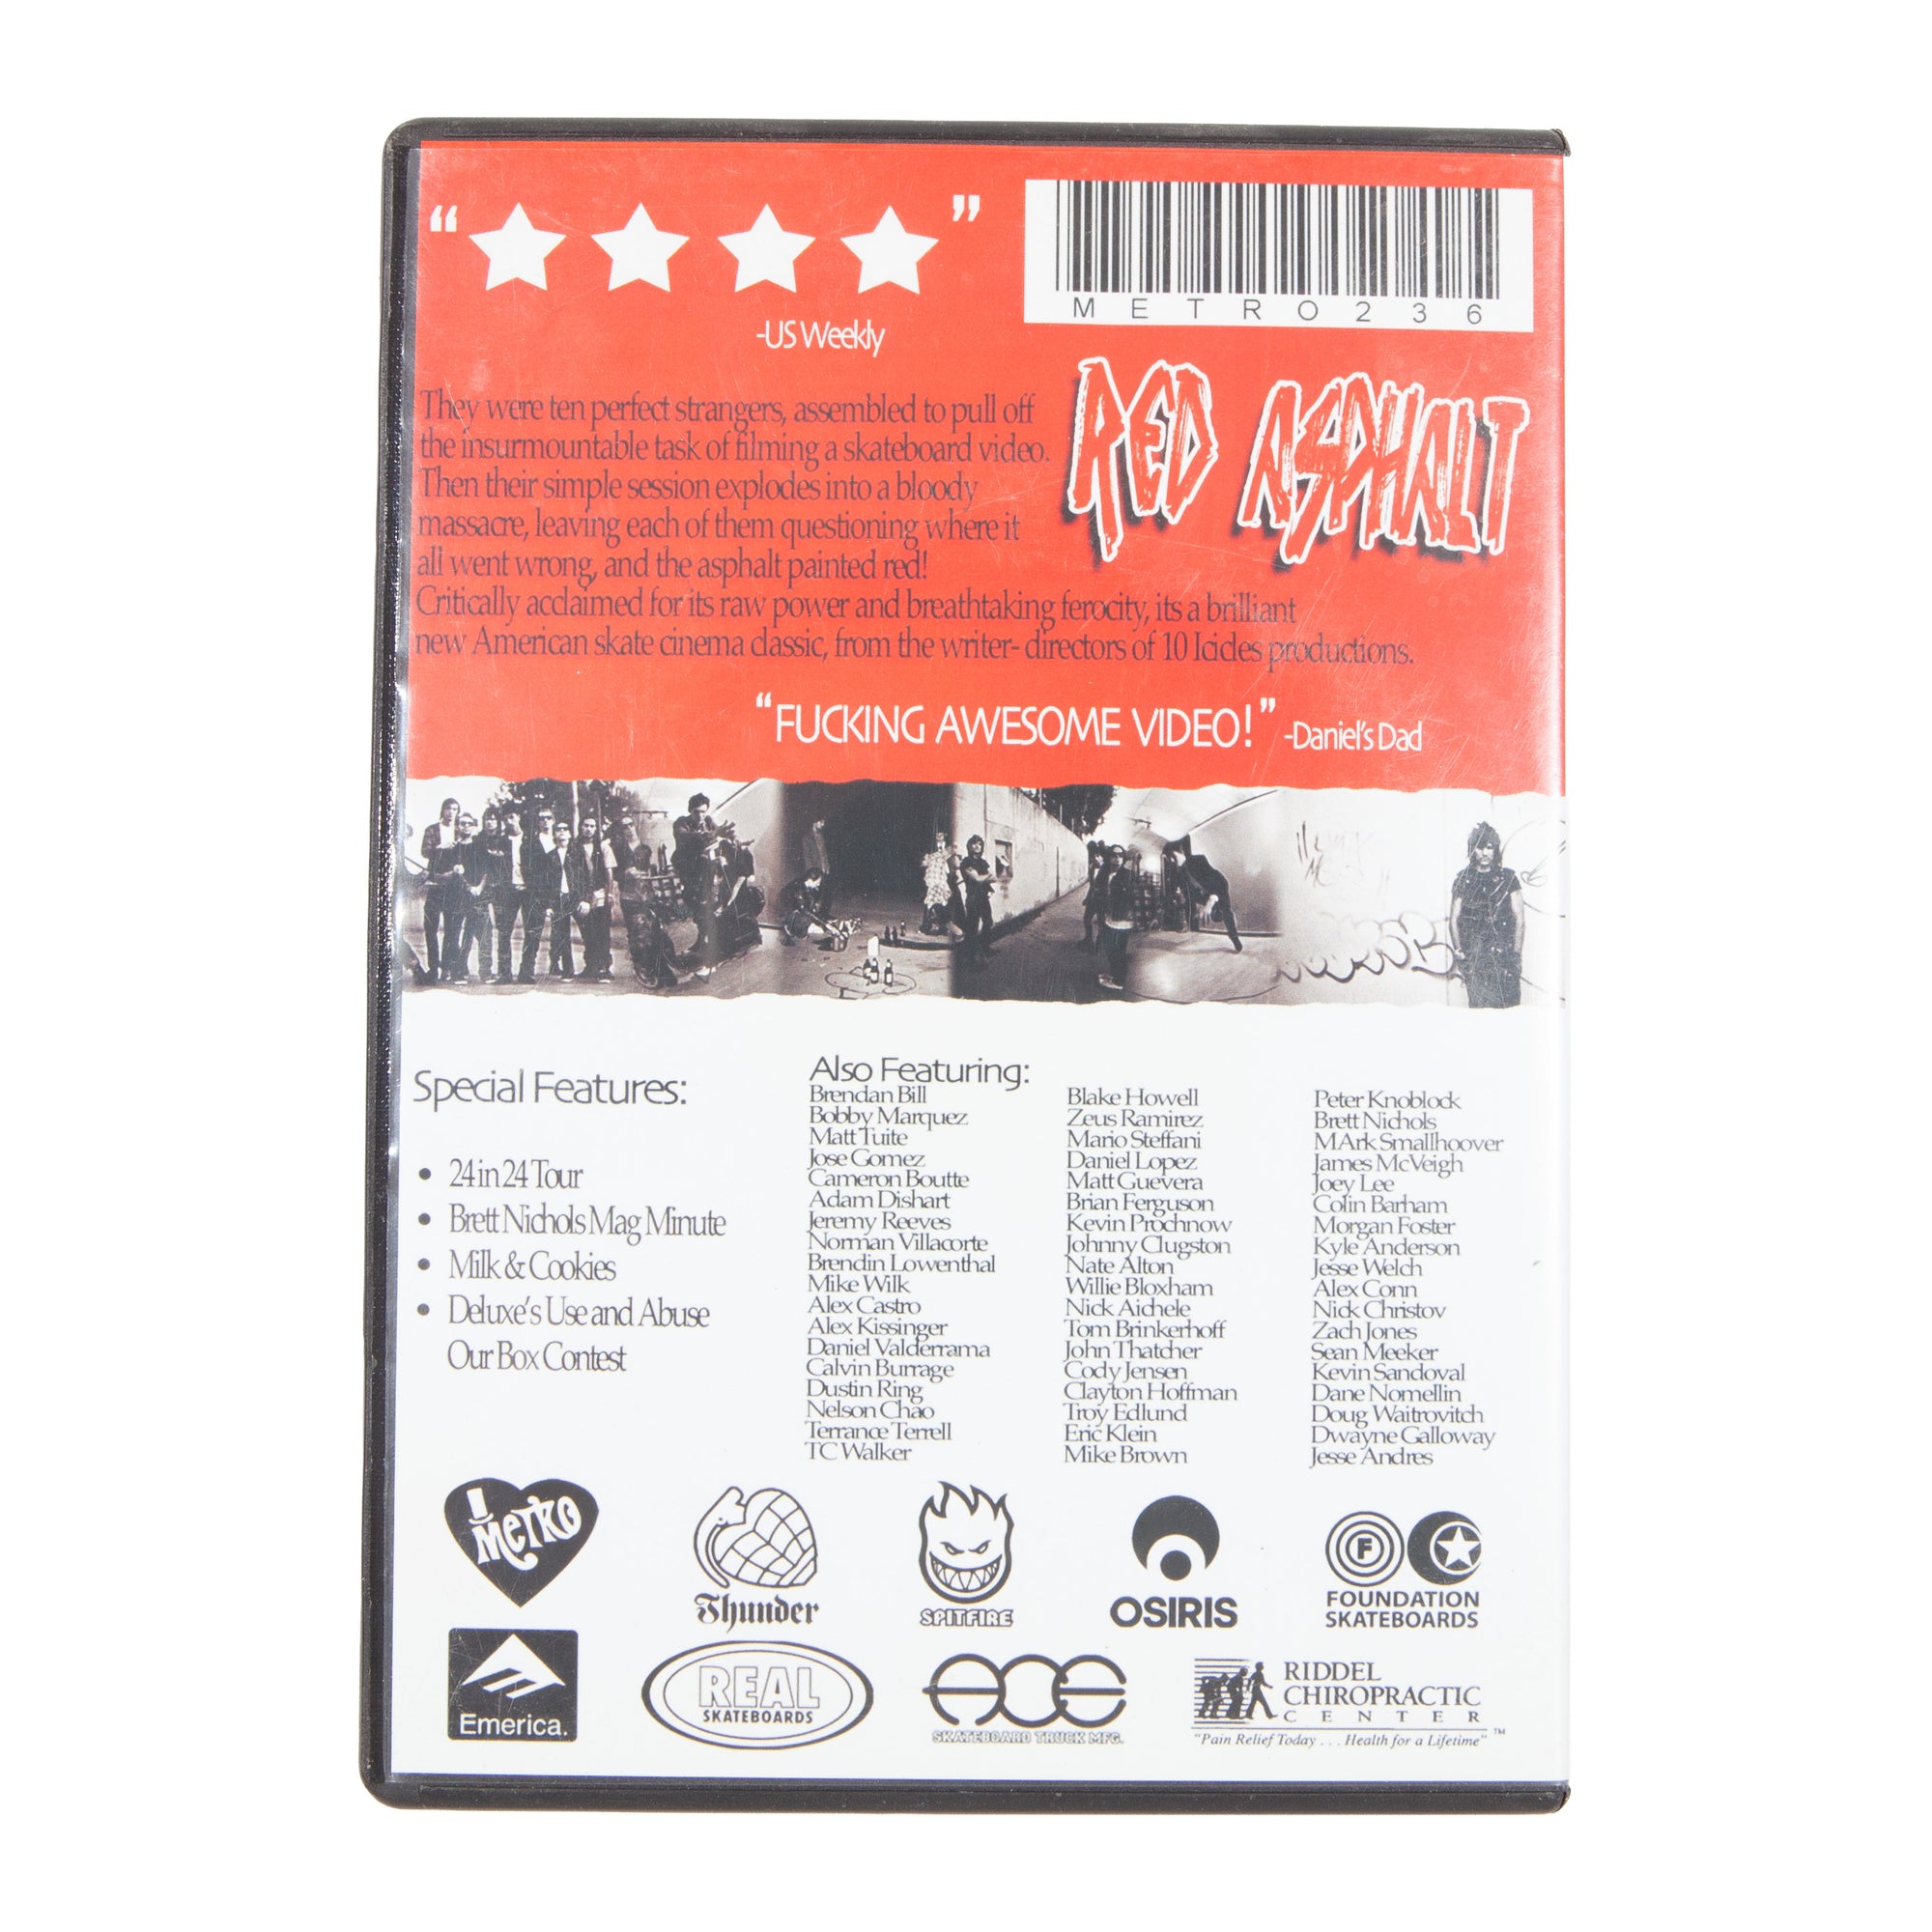 “★★★★”
-US Weekly
METRO236
RED ASPHALT
They were ten perfect strangers, assembled to pull off
the insurmountable task of filming a skateboard video.
Then their simple session explodes into a bloody
massacre, leaving each of them questioning where it
all went wrong, and the asphalt painted red!
Critically acclaimed for its raw power and breathtaking ferocity, its a brilliant
new American skate cinema classic, from the writer- directors of 10 Icicles productions.
“FUCKING AWESOME VIDEO!” -Daniel's Dad
Special Features:
• 24 in 24 Tour
• Brett Nichols Mag Minute
• Milk & Cookies
• Deluxe's Use and Abuse
Our Box Contest
Also Featuring:
Brendan Bill
Bobby Marquez
Matt Tuite
Jose Gomez
Cameron Boutte
Adam Dishart
Jeremy Reeves
Norman Villacorte
Brendin Lowenthal
Mike Wilk
Alex Castro
Alex Kissinger
Daniel Valderrama
Calvin Burrage
Dustin Ring
Nelson Chao
Terrance Terrell
TC Walker
Blake Howell
Zeus Ramirez
Mario Steffani
Daniel Lopez
Matt Guevera
Brian Ferguson
Kevin Prochnow
Johnny Clugston
Nate Alton
Willie Bloxham
Nick Aichele
Tom Brinkerhoff
John Thatcher
Cody Jensen
Clayton Hoffman
Troy Edlund
Eric Klein
Mike Brown
Peter Knoblock
Brett Nichols
MArk Smallhoover
James McVeigh
Joey Lee
Colin Barham
Morgan Foster
Kyle Anderson
Jesse Welch
Alex Conn
Nick Christov
Zach Jones
Sean Meeker
Kevin Sandoval
Dane Nomellin
Doug Waitrovitch
Dwayne Galloway
Jesse Andres
I
Metro
Thunder
SPITFIRE
OSIRIS
F
FOUNDATION
SKATEBOARDS
Emerica.
REAL
SKATEBOARDS
ACE
SKATEBOARD TRUCK MFG.
RIDDEL
CHIROPRACTIC
CENTER
"Pain Relief Today . . . Health for a Lifetime" ™